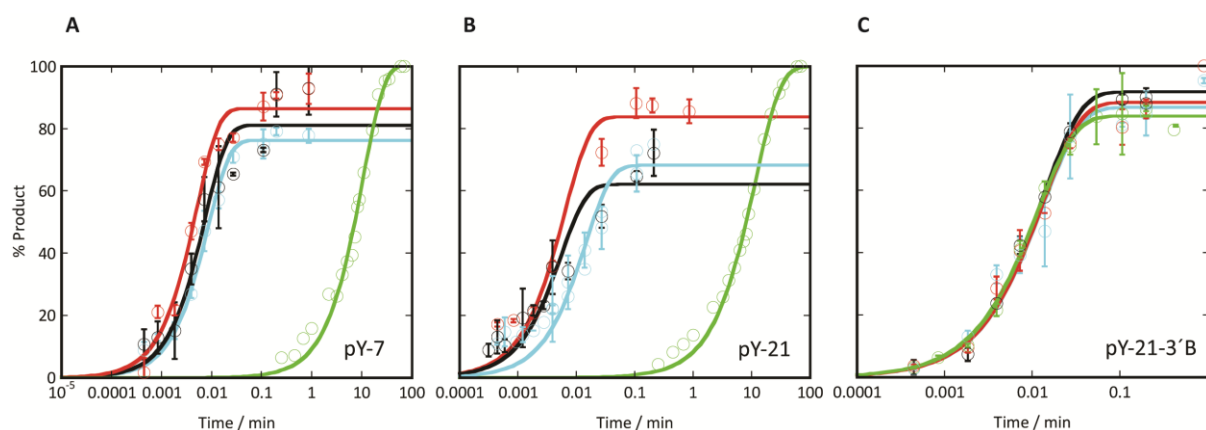 A B C
100
80
60
40
20
0
% Product
pY-7 pY-21 pY-21-3´B
10⁻⁵ 0.0001 0.001 0.01 0.1 1 10 0.0001 0.001 0.01 0.1 1 10 100 0.0001 0.001 0.01 0.1
Time / min Time / min Time / min